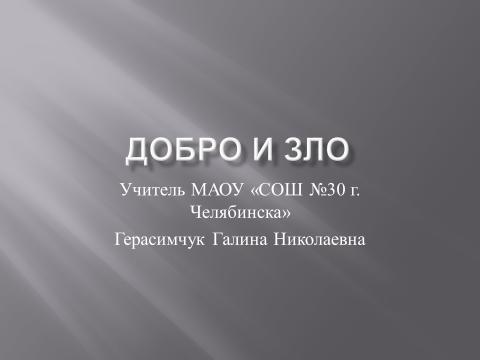 ДОБРО И ЗЛО
Учитель МАОУ «СОШ №30 г.
Челябинска»
Герасимчук Галина Николаевна